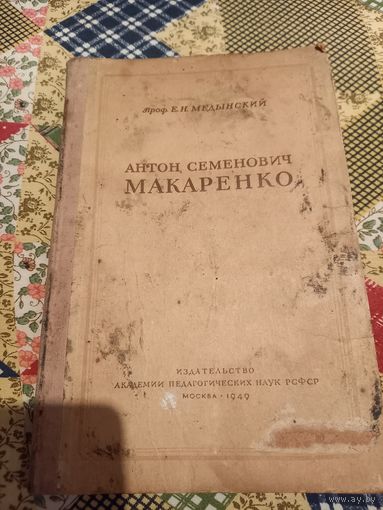 Проф. Е. Н. МЕДЫНСКИЙ
АНТОН СЕМЕНОВИЧ
МАКАРЕНКО
ИЗДАТЕЛЬСТВО
АКАДЕМИИ ПЕДАГОГИЧЕСКИХ НАУК РСФСР
МОСКВА · 1949
www.ay.by